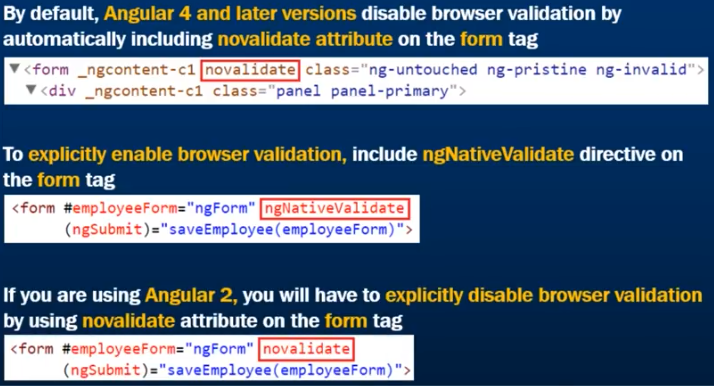 By default, Angular 4 and later versions disable browser validation by
automatically including novalidate attribute on the form tag
▼<form _ngcontent-c1 novalidate class="ng-untouched ng-pristine ng-invalid">
▼<div _ngcontent-c1 class="panel panel-primary">
To explicitly enable browser validation, include ngNativeValidate directive on
the form tag
<form #employeeForm="ngForm" ngNativeValidate
(ngSubmit)="saveEmployee(employeeForm)">
If you are using Angular 2, you will have to explicitly disable browser validation
by using novalidate attribute on the form tag
<form #employeeForm="ngForm" novalidate
(ngSubmit)="saveEmployee(employeeForm)">